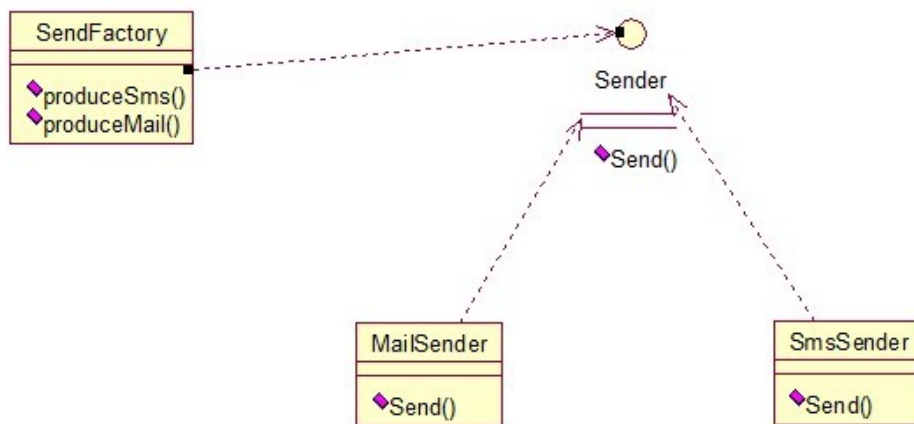 SendFactory
produceSms()
produceMail()
Sender
Send()
MailSender
Send()
SmsSender
Send()